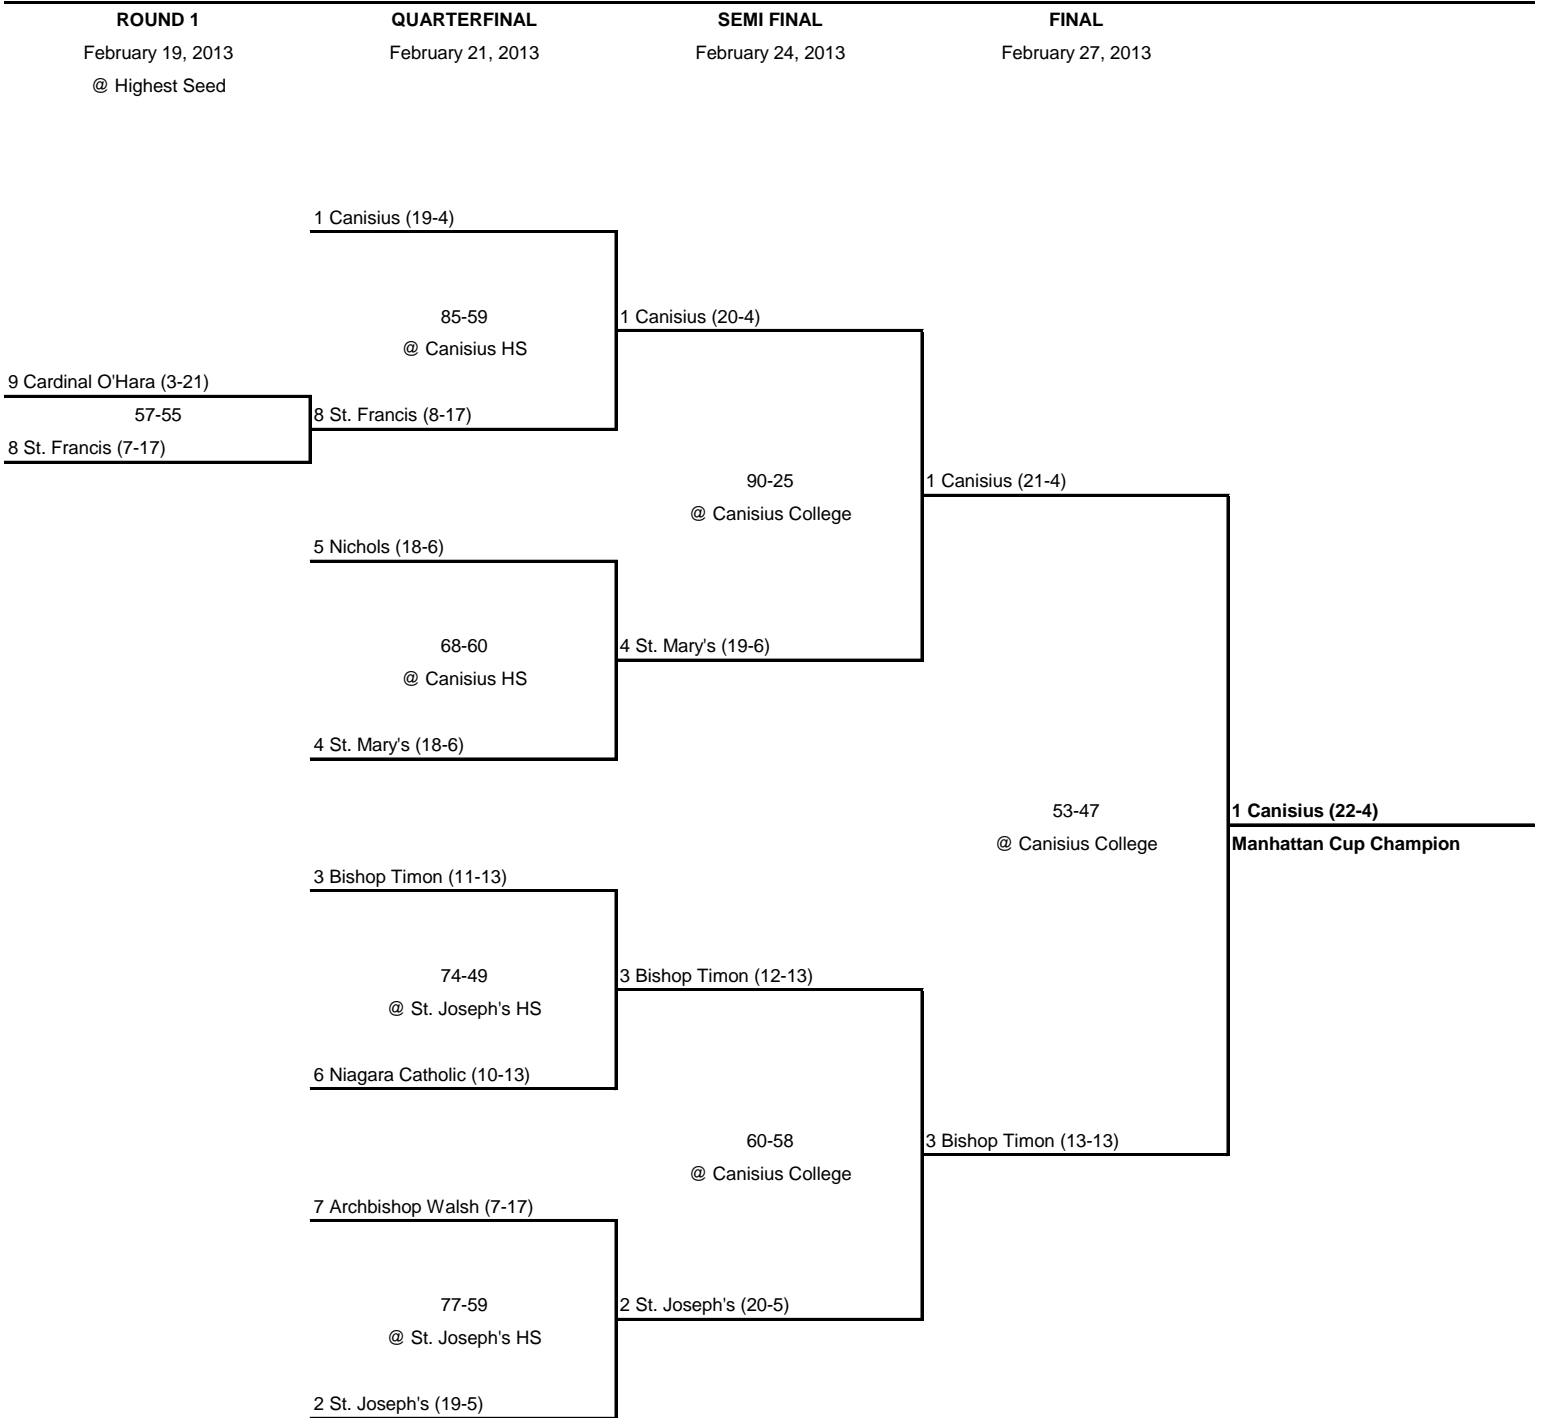 ROUND 1 QUARTERFINAL SEMI FINAL FINAL
February 19, 2013 February 21, 2013 February 24, 2013 February 27, 2013
@ Highest Seed
1 Canisius (19-4)
85-59 1 Canisius (20-4)
@ Canisius HS
9 Cardinal O'Hara (3-21)
57-55 8 St. Francis (8-17)
8 St. Francis (7-17)
90-25 1 Canisius (21-4)
@ Canisius College
5 Nichols (18-6)
68-60 4 St. Mary's (19-6)
@ Canisius HS
4 St. Mary's (18-6)
53-47 1 Canisius (22-4)
@ Canisius College Manhattan Cup Champion
3 Bishop Timon (11-13)
74-49 3 Bishop Timon (12-13)
@ St. Joseph's HS
6 Niagara Catholic (10-13)
60-58 3 Bishop Timon (13-13)
@ Canisius College
7 Archbishop Walsh (7-17)
77-59 2 St. Joseph's (20-5)
@ St. Joseph's HS
2 St. Joseph's (19-5)